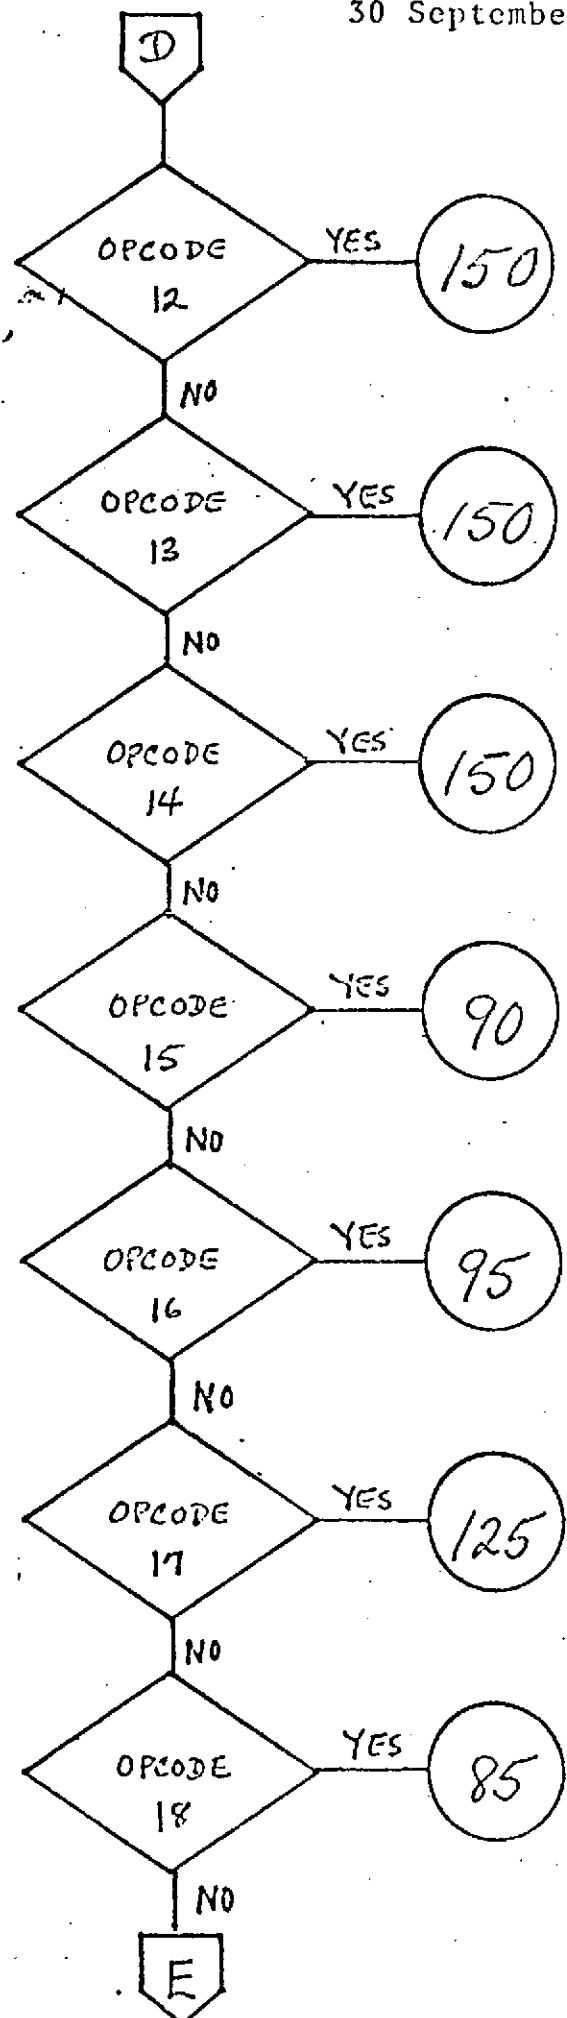 30 Septembe
D
OPCODE
12
YES
150
NO
OPCODE
13
YES
150
NO
OPCODE
14
YES
150
NO
OPCODE
15
YES
90
NO
OPCODE
16
YES
95
NO
OPCODE
17
YES
125
NO
OPCODE
18
YES
85
NO
E